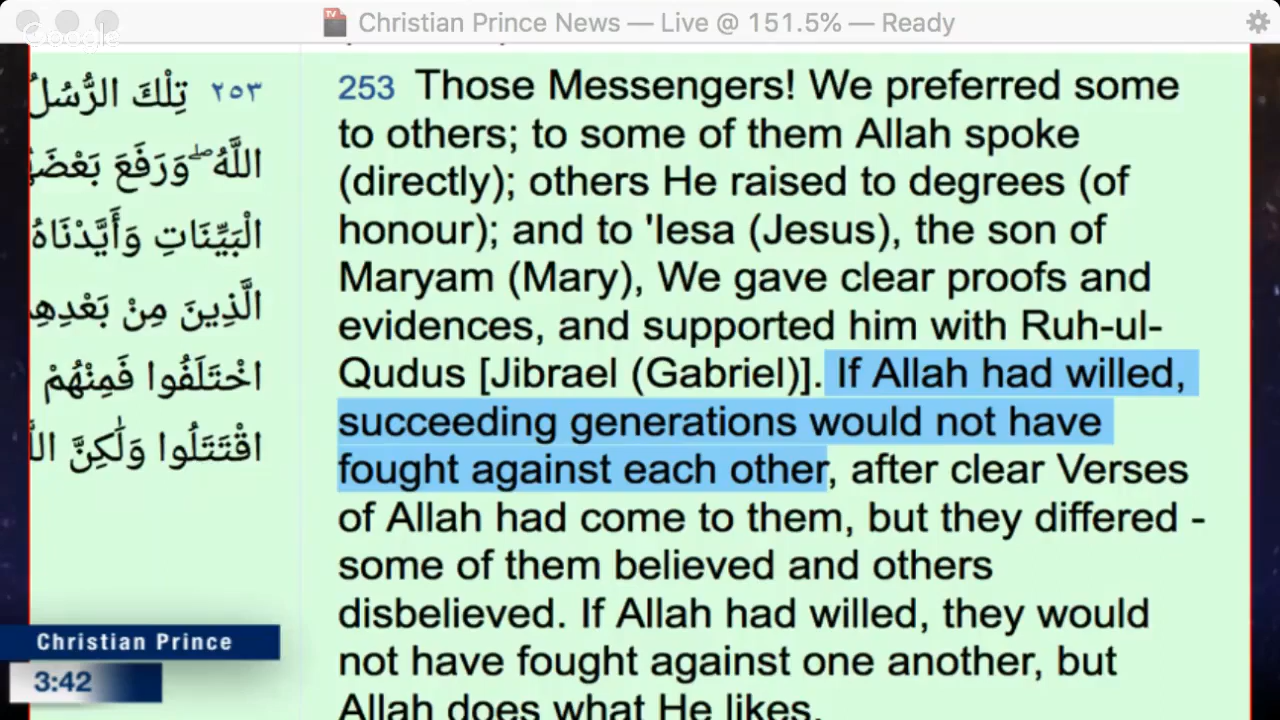 Christian Prince News — Live @ 151.5% — Ready
Google
٢٥٣ تِلْكَ الرُّسُلُ
اللَّهُ ۖ وَرَفَعَ
الْبَيِّنَاتِ وَأَيَّدْنَاهُ
الَّذِينَ مِنْ
اخْتَلَفُوا فَمِنْهُمْ
اقْتَتَلُوا وَلَٰكِنَّ
253 Those Messengers! We preferred some
to others; to some of them Allah spoke
(directly); others He raised to degrees (of
honour); and to 'Iesa (Jesus), the son of
Maryam (Mary), We gave clear proofs and
evidences, and supported him with Ruh-ul-
Qudus [Jibrael (Gabriel)]. If Allah had willed,
succeeding generations would not have
fought against each other, after clear Verses
of Allah had come to them, but they differed -
some of them believed and others
disbelieved. If Allah had willed, they would
not have fought against one another, but
Allah does what He likes.
Christian Prince
3:42